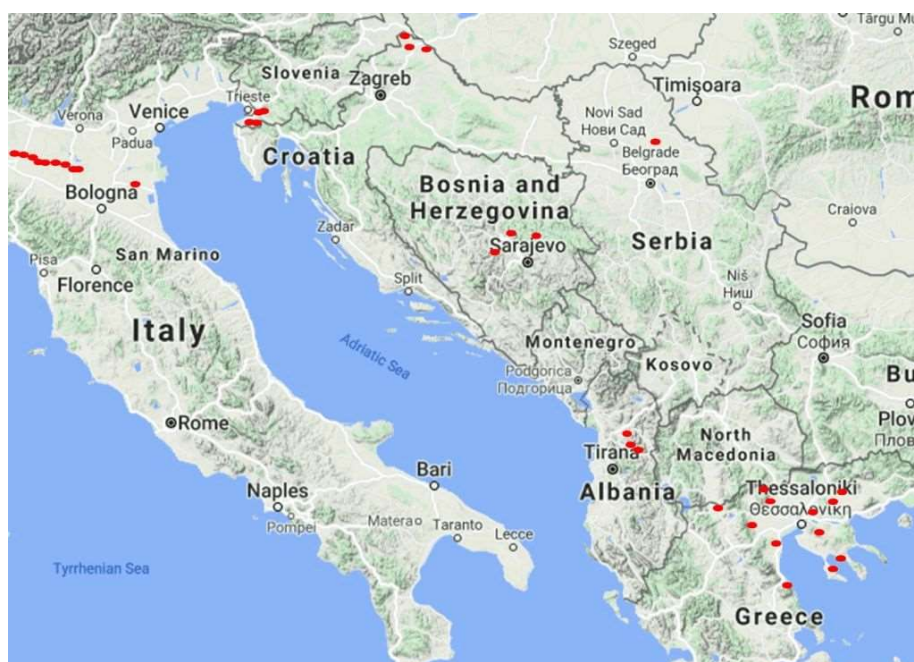 Târgu Mu
Szeged
Slovenia
Zagreb
Timișoara
Trieste
Verona
Venice
Padua
Rom
Novi Sad
Нови Сад
Croatia
Belgrade
Београд
Bologna
Bosnia and
Herzegovina
Craiova
Zadar
Sarajevo
Serbia
San Marino
Pisa
Florence
Split
Niš
Ниш
Italy
Adriatic Sea
Sofia
София
Montenegro
Kosovo
Podgorica
Подгорица
Bu
Plov
Плов
Rome
North
Macedonia
Tirana
Bari
Albania
Thessaloniki
Θεσσαλονίκη
Naples
Pompei
Matera
Taranto
Lecce
Tyrrhenian Sea
Greece